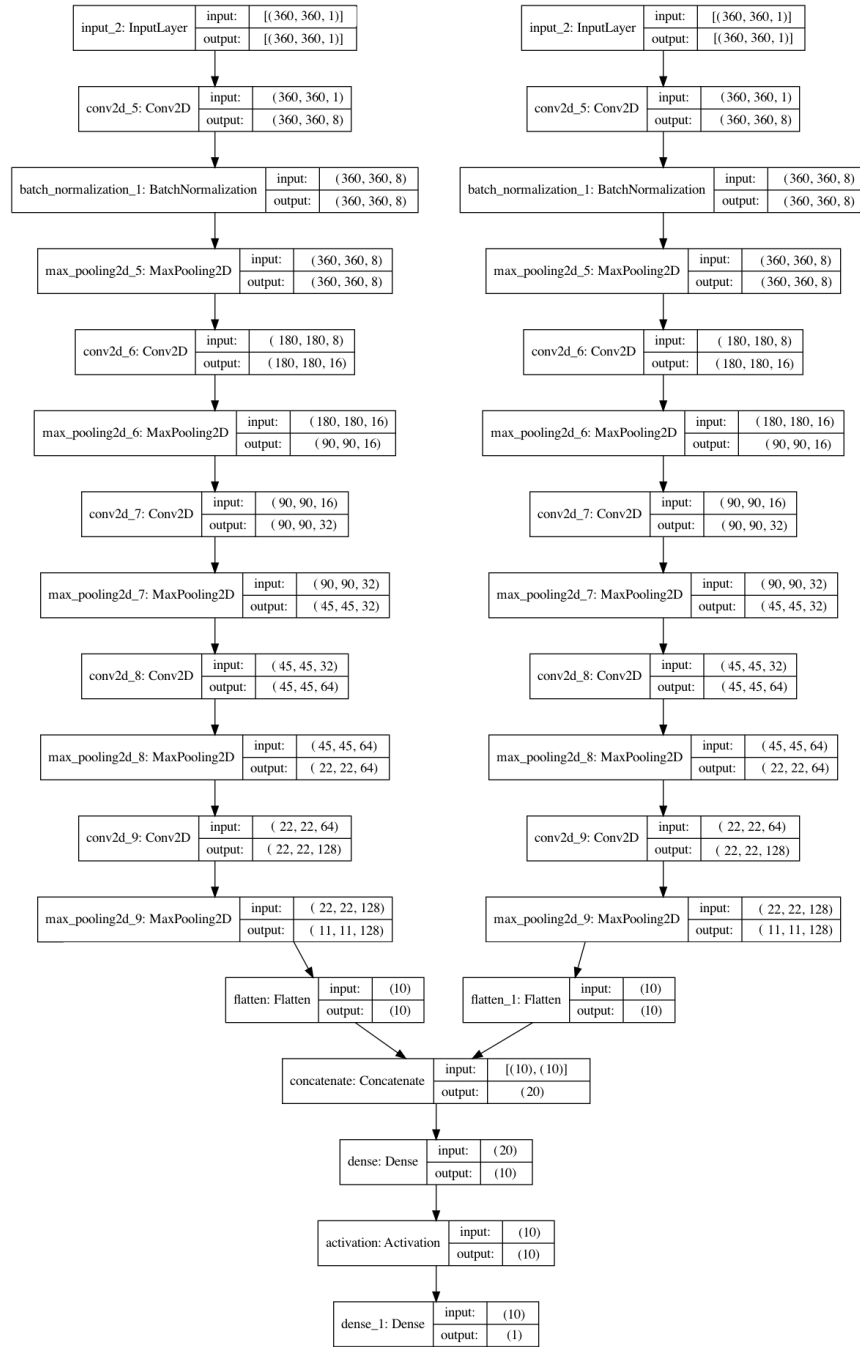 input_2: InputLayer
input: [(360, 360, 1)]
output: [(360, 360, 1)]
conv2d_5: Conv2D
input: (360, 360, 1)
output: (360, 360, 8)
batch_normalization_1: BatchNormalization
input: (360, 360, 8)
output: (360, 360, 8)
max_pooling2d_5: MaxPooling2D
input: (360, 360, 8)
output: (360, 360, 8)
conv2d_6: Conv2D
input: ( 180, 180, 8)
output: (180, 180, 16)
max_pooling2d_6: MaxPooling2D
input: (180, 180, 16)
output: ( 90, 90, 16)
conv2d_7: Conv2D
input: ( 90, 90, 16)
output: ( 90, 90, 32)
max_pooling2d_7: MaxPooling2D
input: ( 90, 90, 32)
output: ( 45, 45, 32)
conv2d_8: Conv2D
input: ( 45, 45, 32)
output: ( 45, 45, 64)
max_pooling2d_8: MaxPooling2D
input: ( 45, 45, 64)
output: ( 22, 22, 64)
conv2d_9: Conv2D
input: ( 22, 22, 64)
output: ( 22, 22, 128)
max_pooling2d_9: MaxPooling2D
input: ( 22, 22, 128)
output: ( 11, 11, 128)
flatten: Flatten
input: (10)
output: (10)
input_2: InputLayer
input: [(360, 360, 1)]
output: [(360, 360, 1)]
conv2d_5: Conv2D
input: (360, 360, 1)
output: (360, 360, 8)
batch_normalization_1: BatchNormalization
input: (360, 360, 8)
output: (360, 360, 8)
max_pooling2d_5: MaxPooling2D
input: (360, 360, 8)
output: (360, 360, 8)
conv2d_6: Conv2D
input: ( 180, 180, 8)
output: (180, 180, 16)
max_pooling2d_6: MaxPooling2D
input: (180, 180, 16)
output: ( 90, 90, 16)
conv2d_7: Conv2D
input: ( 90, 90, 16)
output: ( 90, 90, 32)
max_pooling2d_7: MaxPooling2D
input: ( 90, 90, 32)
output: ( 45, 45, 32)
conv2d_8: Conv2D
input: ( 45, 45, 32)
output: ( 45, 45, 64)
max_pooling2d_8: MaxPooling2D
input: ( 45, 45, 64)
output: ( 22, 22, 64)
conv2d_9: Conv2D
input: ( 22, 22, 64)
output: ( 22, 22, 128)
max_pooling2d_9: MaxPooling2D
input: ( 22, 22, 128)
output: ( 11, 11, 128)
flatten_1: Flatten
input: (10)
output: (10)
concatenate: Concatenate
input: [(10), (10)]
output: (20)
dense: Dense
input: (20)
output: (10)
activation: Activation
input: (10)
output: (10)
dense_1: Dense
input: (10)
output: (1)